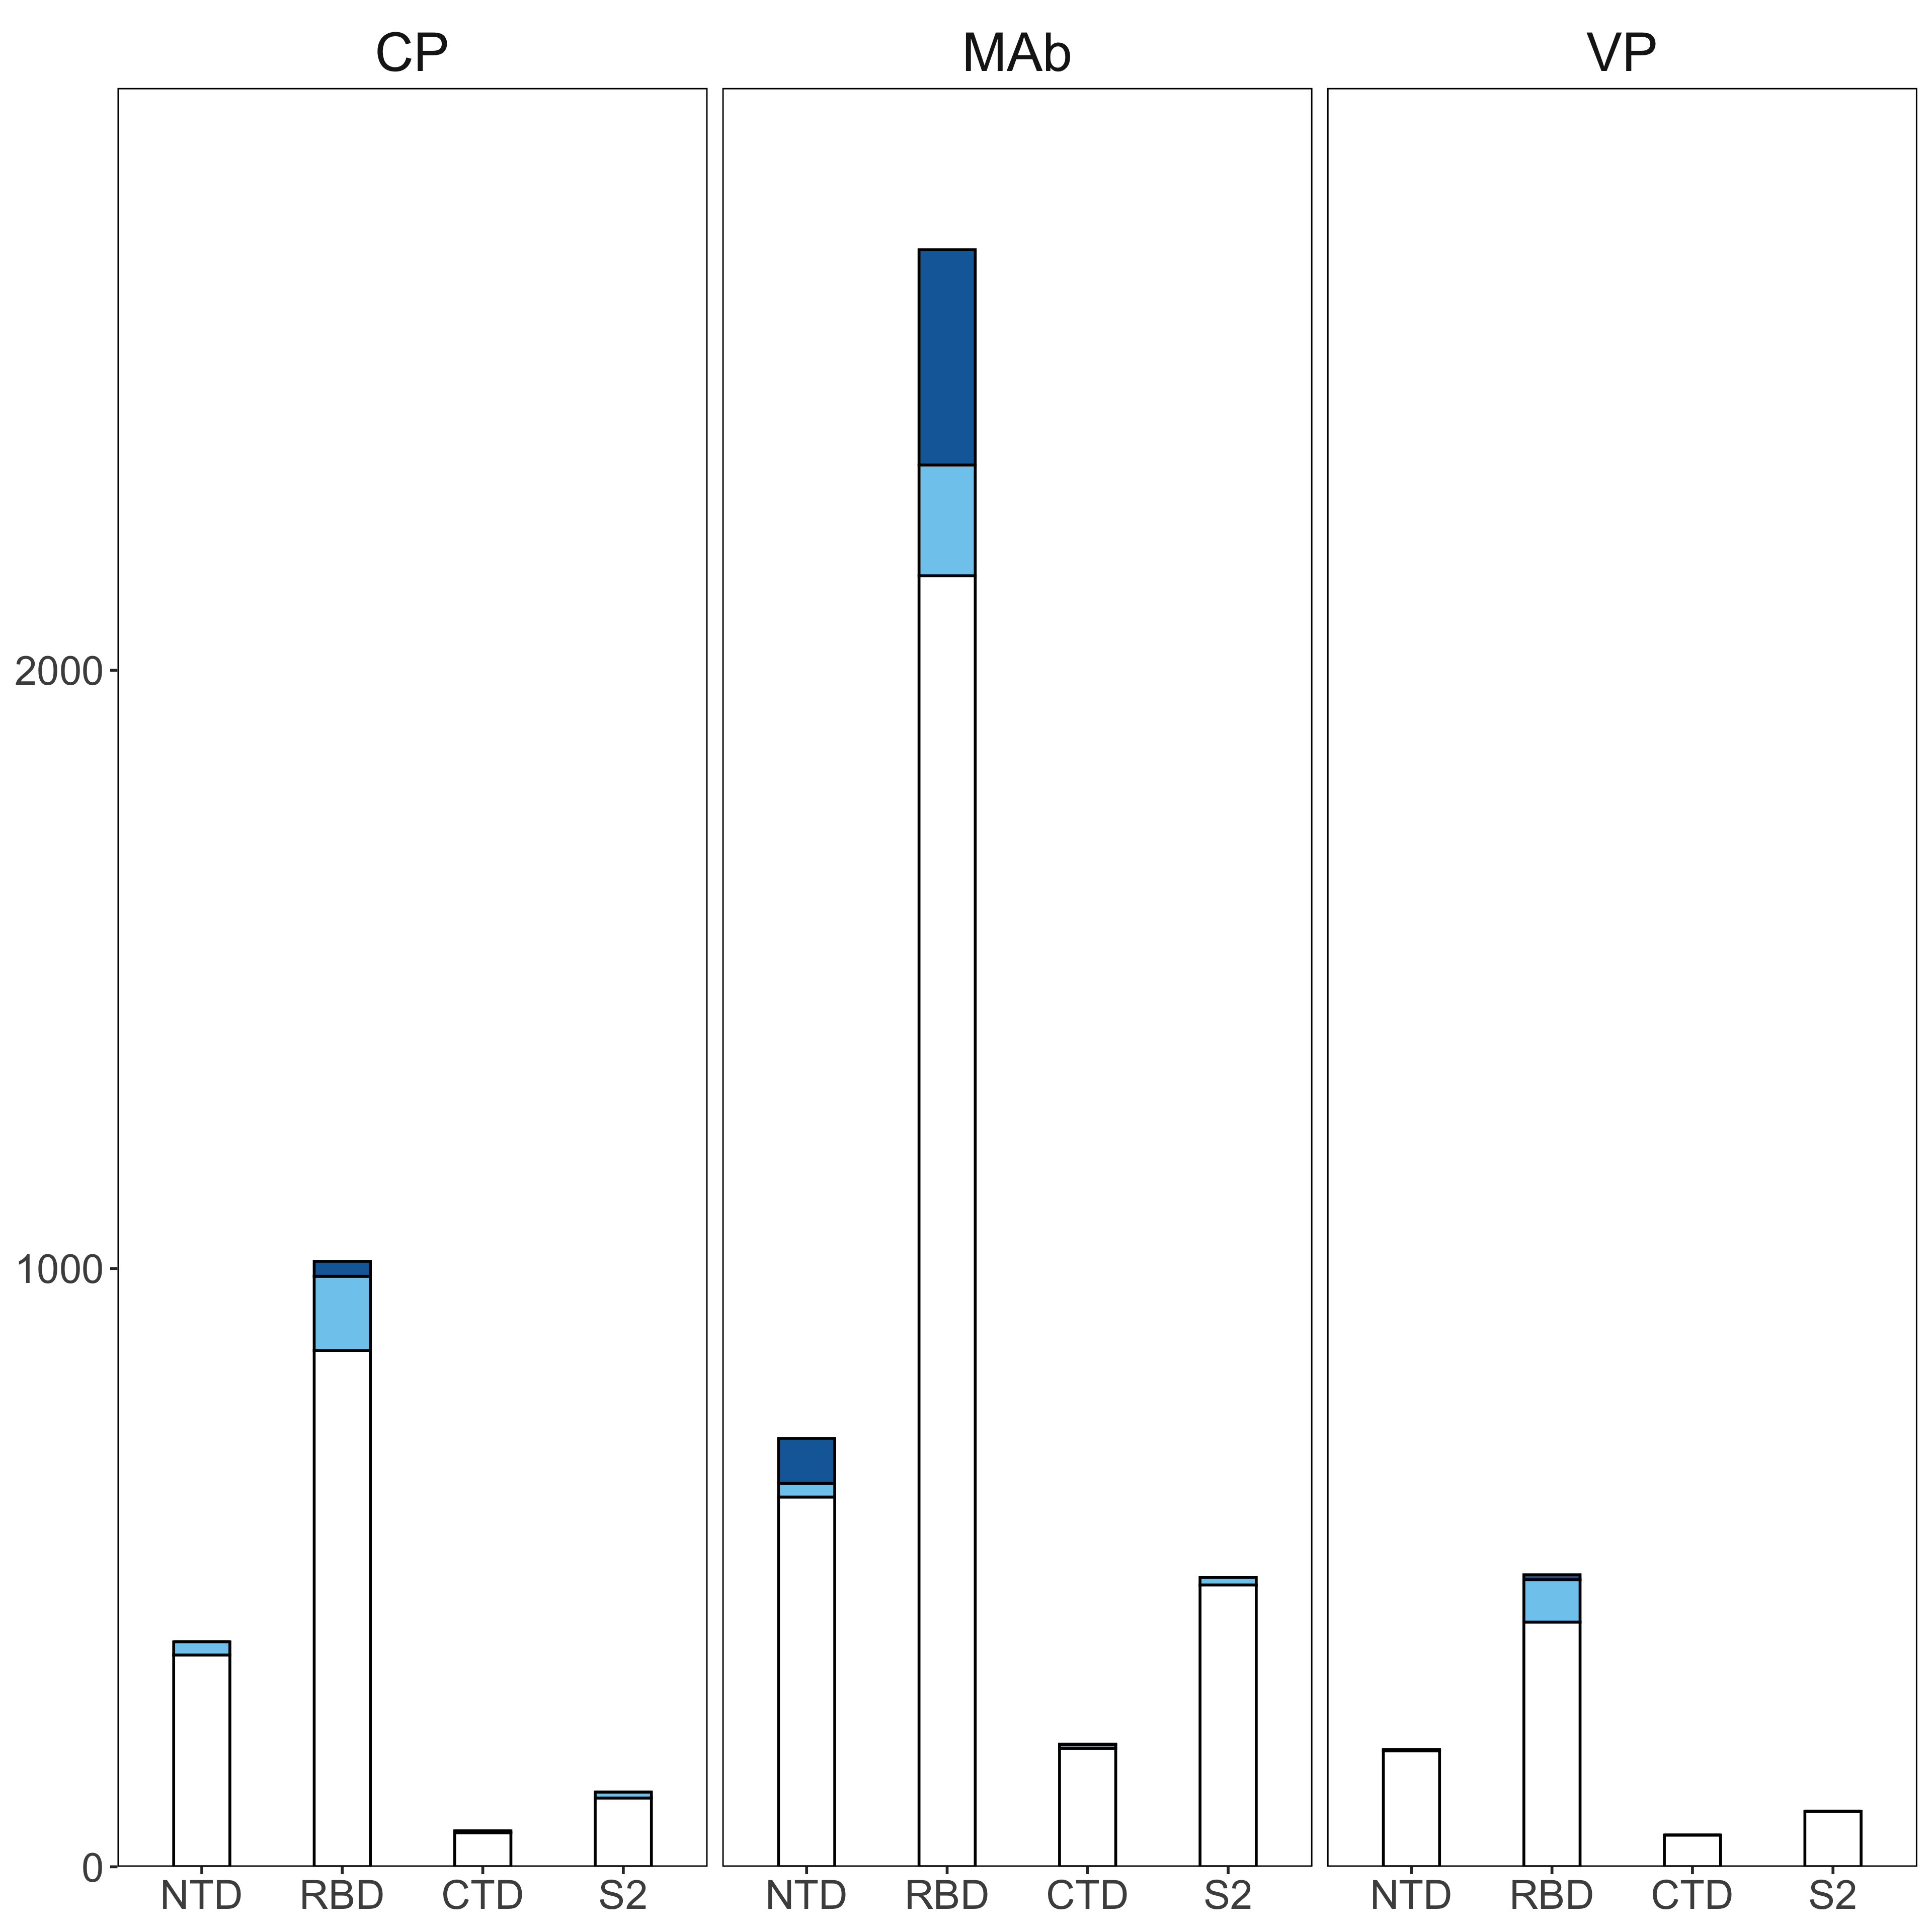 CP MAb VP
2000
1000
0
NTD RBD CTD S2 NTD RBD CTD S2 NTD RBD CTD S2